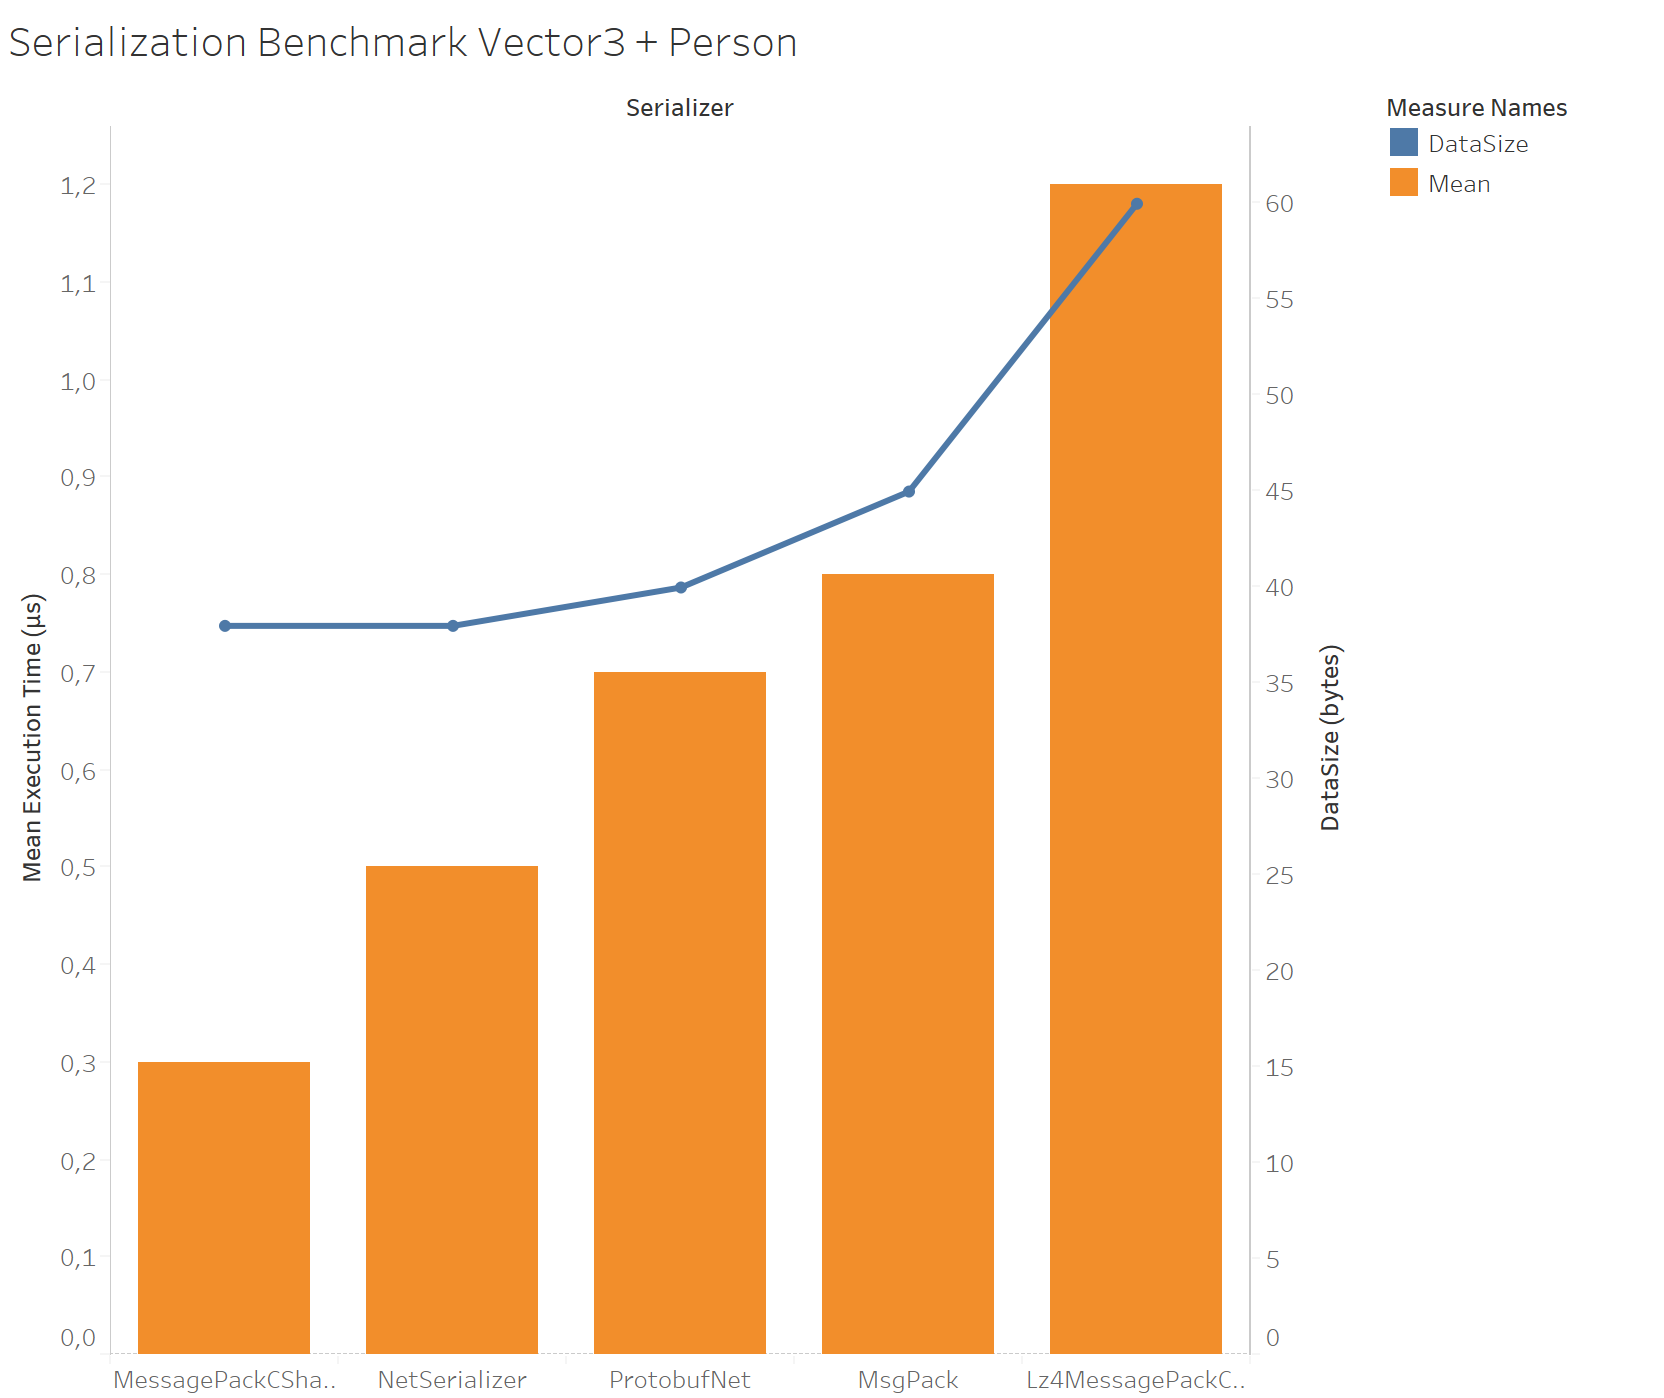 Serialization Benchmark Vector3 + Person
Serializer
Measure Names
DataSize
Mean
Mean Execution Time (µs)
1,2
1,1
1,0
0,9
0,8
0,7
0,6
0,5
0,4
0,3
0,2
0,1
0,0
60
55
50
45
40
35
30
25
20
15
10
5
0
DataSize (bytes)
MessagePackCSha..
NetSerializer
ProtobufNet
MsgPack
Lz4MessagePackC..